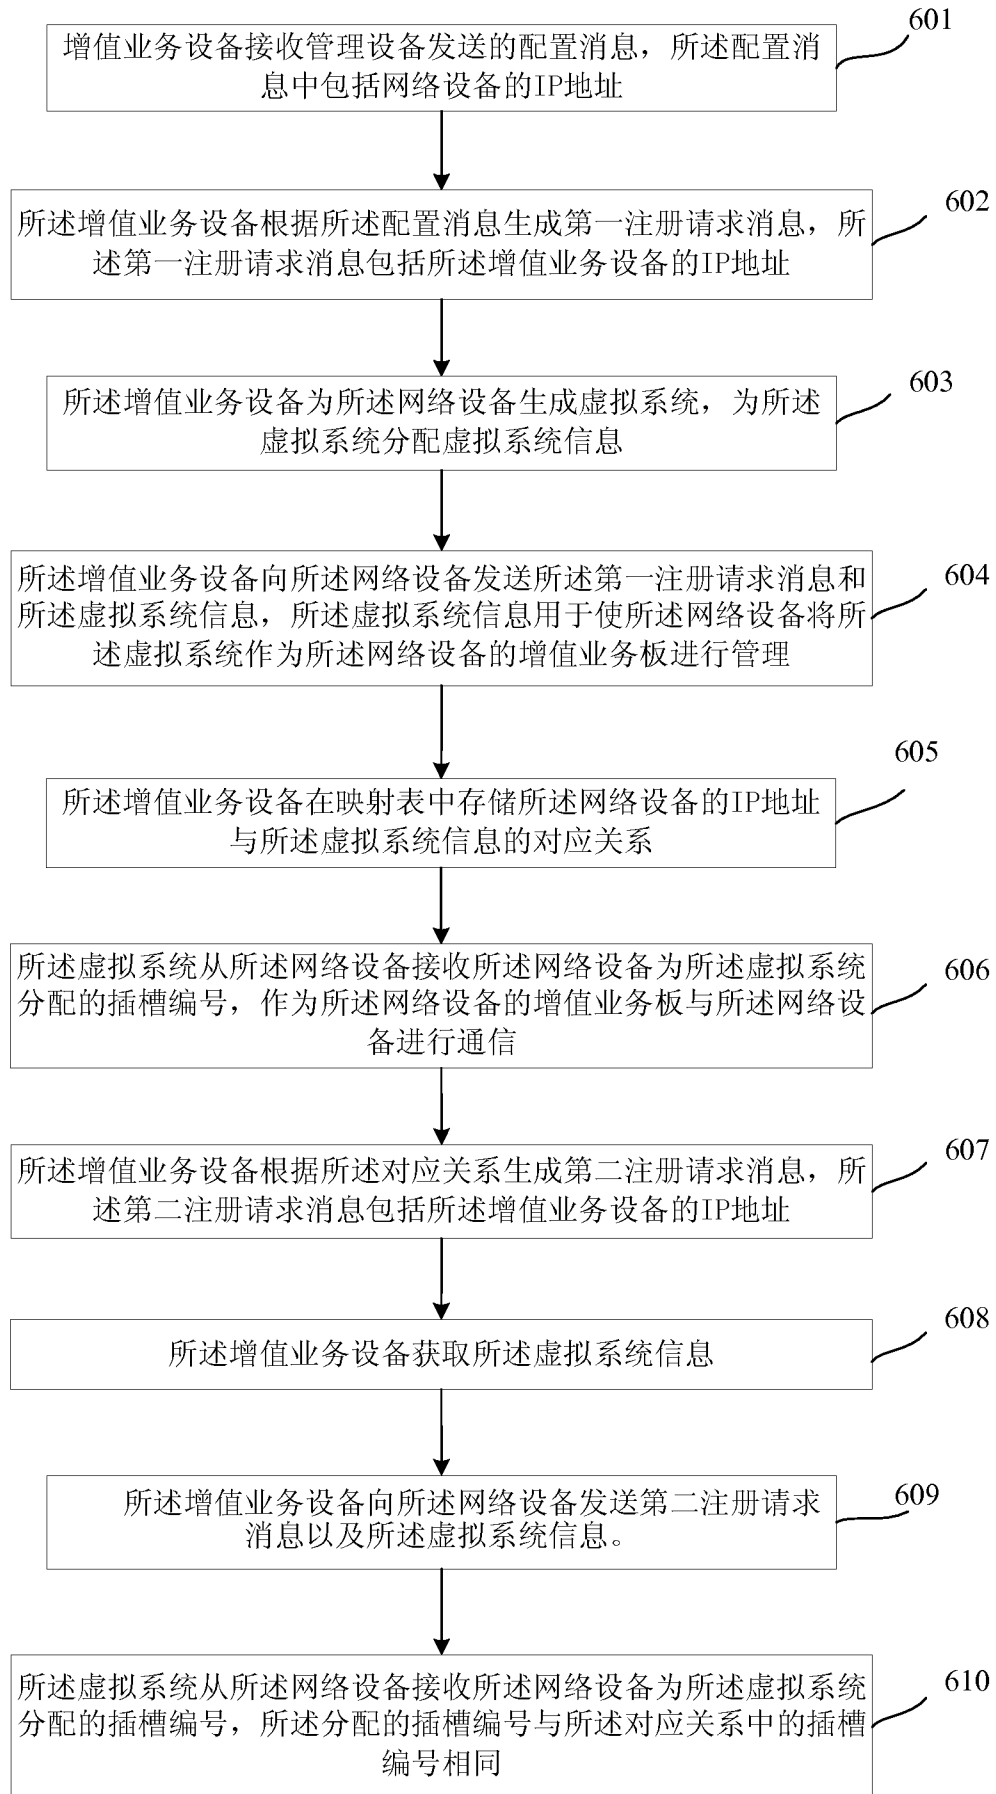 601
增值业务设备接收管理设备发送的配置消息，所述配置消
息中包括网络设备的IP地址
602
所述增值业务设备根据所述配置消息生成第一注册请求消息，所
述第一注册请求消息包括所述增值业务设备的IP地址
603
所述增值业务设备为所述网络设备生成虚拟系统，为所述
虚拟系统分配虚拟系统信息
604
所述增值业务设备向所述网络设备发送所述第一注册请求消息和
所述虚拟系统信息，所述虚拟系统信息用于使所述网络设备将所
述虚拟系统作为所述网络设备的增值业务板进行管理
605
所述增值业务设备在映射表中存储所述网络设备的IP地址
与所述虚拟系统信息的对应关系
606
所述虚拟系统从所述网络设备接收所述网络设备为所述虚拟系统
分配的插槽编号，作为所述网络设备的增值业务板与所述网络设
备进行通信
607
所述增值业务设备根据所述对应关系生成第二注册请求消息，所
述第二注册请求消息包括所述增值业务设备的IP地址
608
所述增值业务设备获取所述虚拟系统信息
609
所述增值业务设备向所述网络设备发送第二注册请求
消息以及所述虚拟系统信息。
610
所述虚拟系统从所述网络设备接收所述网络设备为所述虚拟系统
分配的插槽编号，所述分配的插槽编号与所述对应关系中的插槽
编号相同